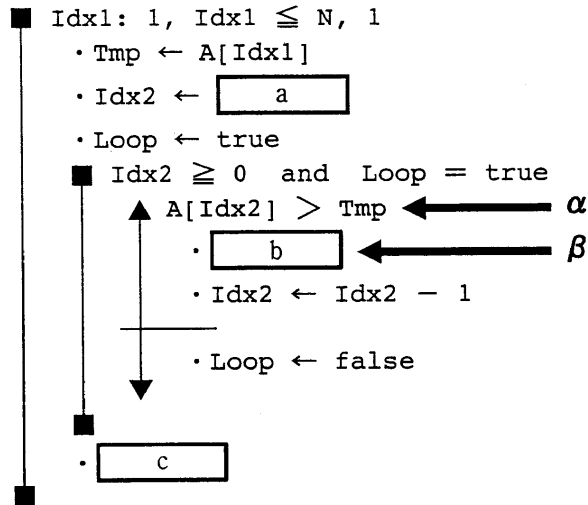 Idx1: 1, Idx1 ≦ N, 1
・Tmp ← A[Idx1]
・Idx2 ← a
・Loop ← true
Idx2 ≧ 0 and Loop = true
A[Idx2] > Tmp α
・b β
・Idx2 ← Idx2 − 1
・Loop ← false
・c